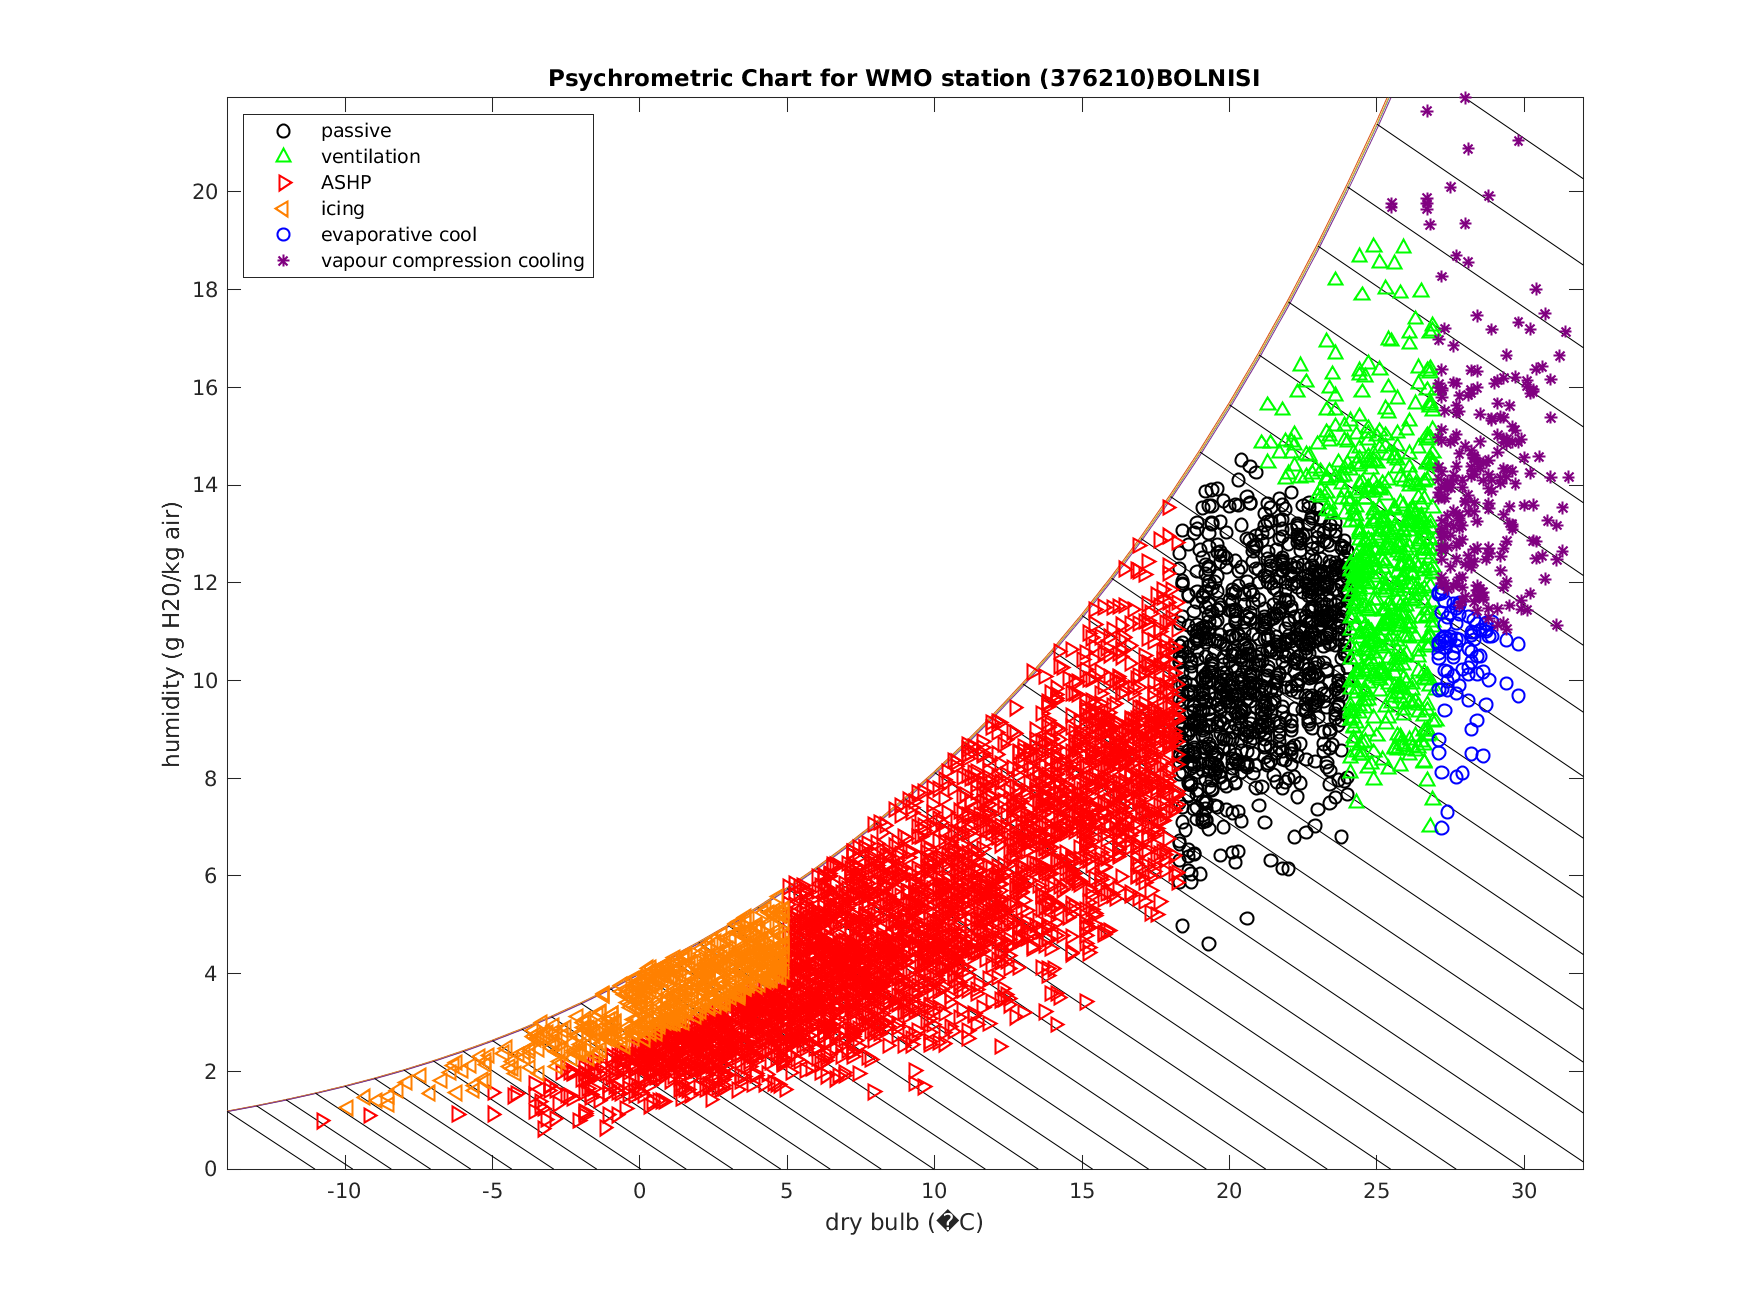 Psychrometric Chart for WMO station (376210)BOLNISI
passive
ventilation
ASHP
icing
evaporative cool
vapour compression cooling
humidity (g H20/kg air)
20
18
16
14
12
10
8
6
4
2
0
-10 -5 0 5 10 15 20 25 30
dry bulb (�C)